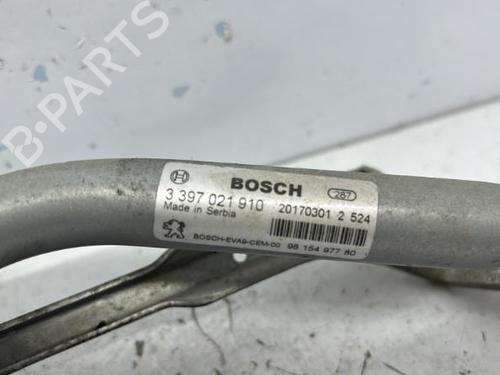 B-PARTS
BOSCH
287
3 397 021 910
20170301 2 524
Made in Serbia
BOSCH-EVA9-CEM-00
98 154 977 80